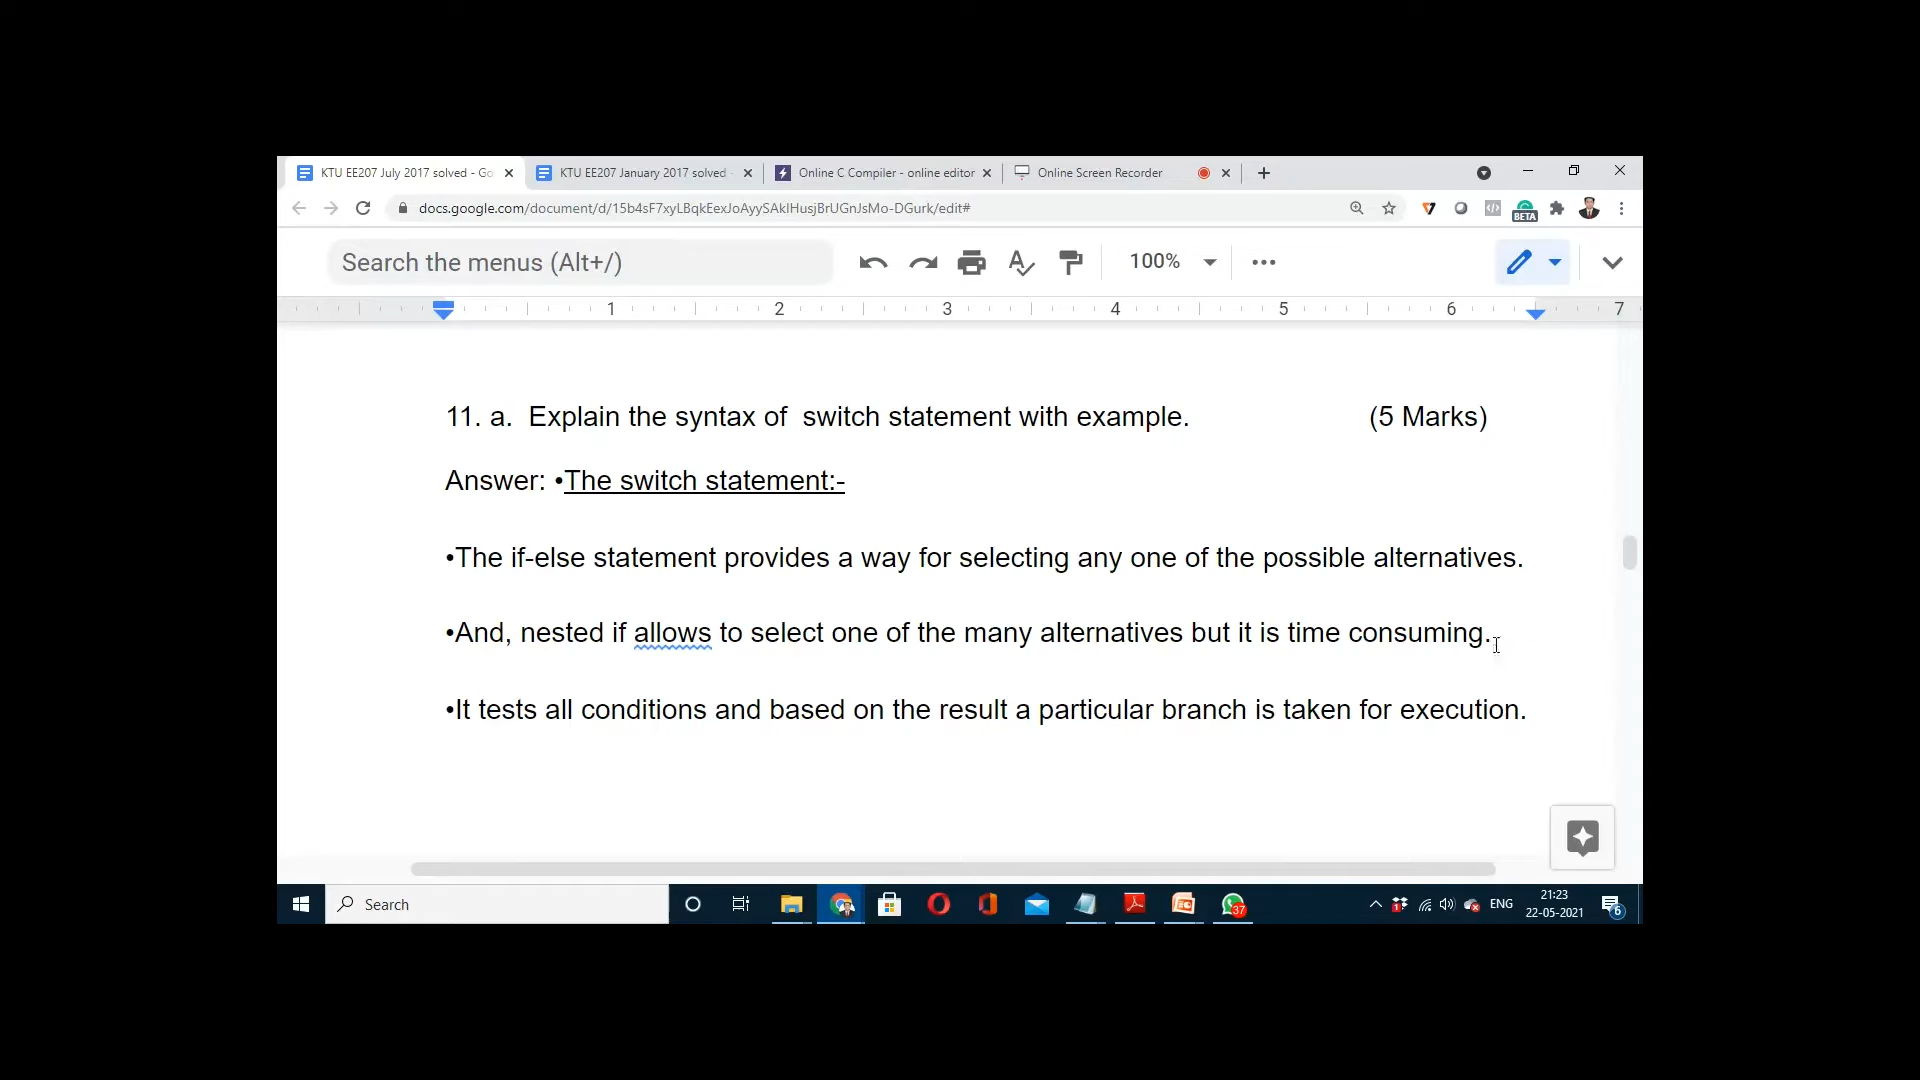 KTU EE207 July 2017 solved - Go
KTU EE207 January 2017 solved -
Online C Compiler - online editor
Online Screen Recorder
docs.google.com/document/d/15b4sF7xyLBqkEexJoAyySAkIHusjBrUGnJsMo-DGurk/edit#
BETA
Search the menus (Alt+/)
100%
1 2 3 4 5 6 7
11. a. Explain the syntax of switch statement with example. (5 Marks)
Answer: •The switch statement:-
•The if-else statement provides a way for selecting any one of the possible alternatives.
•And, nested if allows to select one of the many alternatives but it is time consuming.
•It tests all conditions and based on the result a particular branch is taken for execution.
Search
37
1
ENG
21:23
22-05-2021
6